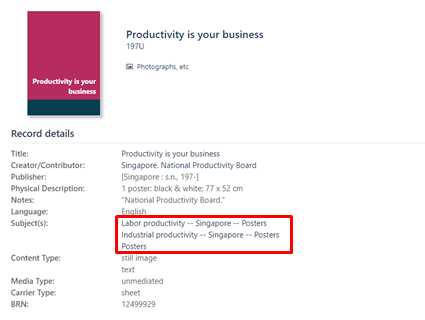 Productivity is your business
197U
Photographs, etc
Productivity is your
business
Record details
Title: Productivity is your business
Creator/Contributor: Singapore. National Productivity Board
Publisher: [Singapore : s.n., 197-]
Physical Description: 1 poster: black & white; 77 x 52 cm
Notes: "National Productivity Board."
Language: English
Subject(s): Labor productivity -- Singapore -- Posters
Industrial productivity -- Singapore -- Posters
Posters
Content Type: still image
text
Media Type: unmediated
Carrier Type: sheet
BRN: 12499929